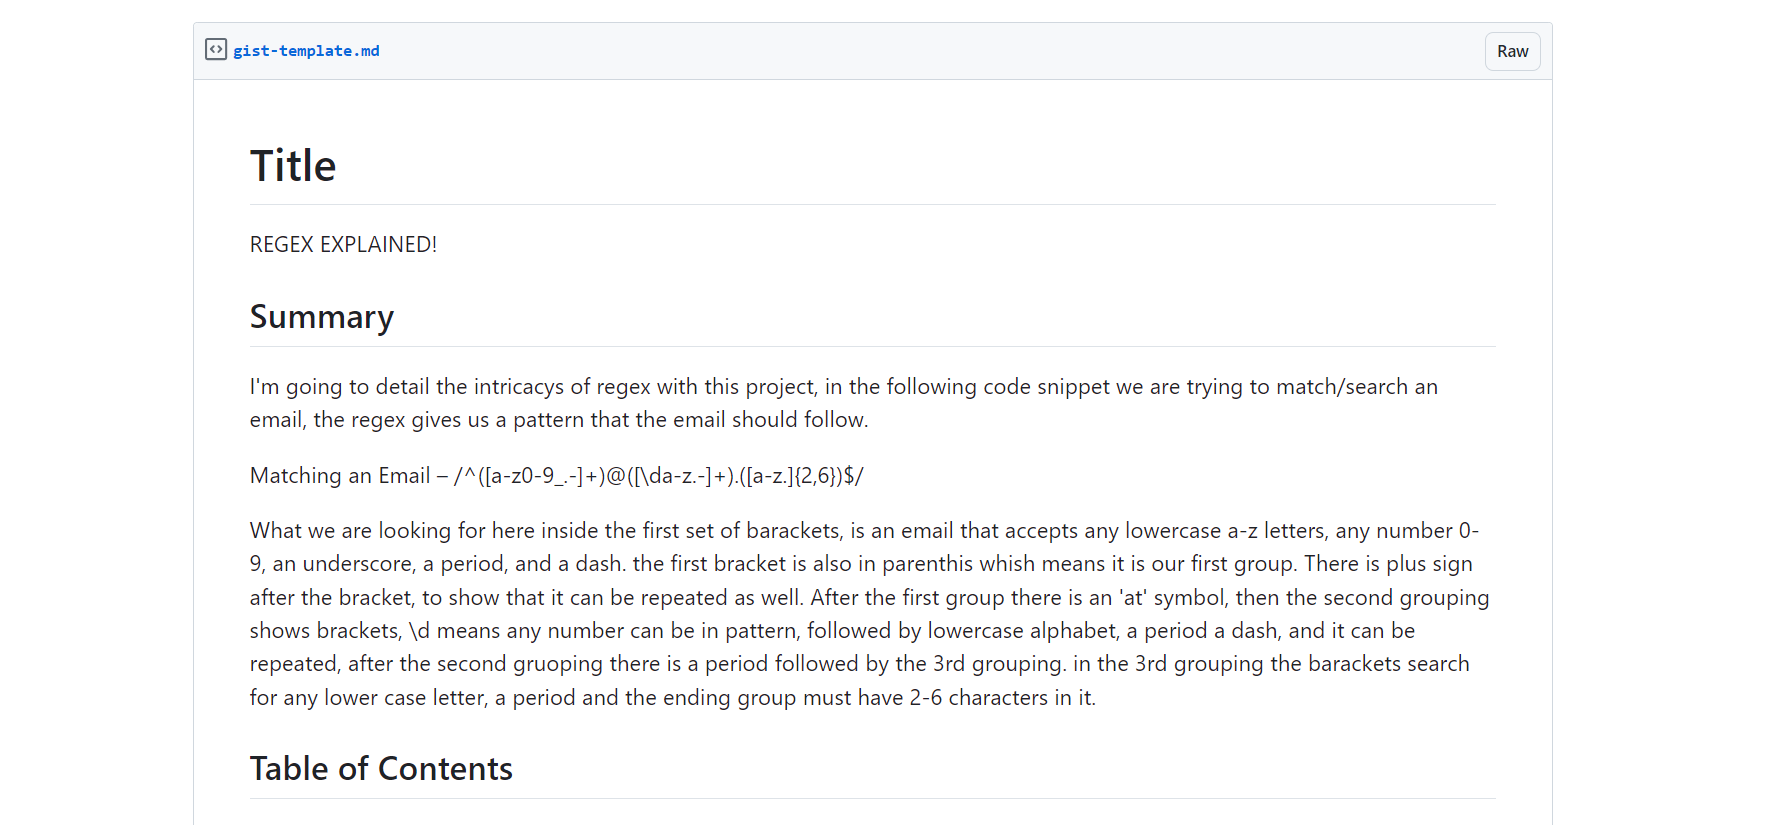 gist-template.md
Raw
Title
REGEX EXPLAINED!
Summary
I'm going to detail the intricacys of regex with this project, in the following code snippet we are trying to match/search an
email, the regex gives us a pattern that the email should follow.
Matching an Email – /^([a-z0-9_.-]+)@([\da-z.-]+).([a-z.]{2,6})$/
What we are looking for here inside the first set of barackets, is an email that accepts any lowercase a-z letters, any number 0-
9, an underscore, a period, and a dash. the first bracket is also in parenthis whish means it is our first group. There is plus sign
after the bracket, to show that it can be repeated as well. After the first group there is an 'at' symbol, then the second grouping
shows brackets, \d means any number can be in pattern, followed by lowercase alphabet, a period a dash, and it can be
repeated, after the second gruoping there is a period followed by the 3rd grouping. in the 3rd grouping the barackets search
for any lower case letter, a period and the ending group must have 2-6 characters in it.
Table of Contents